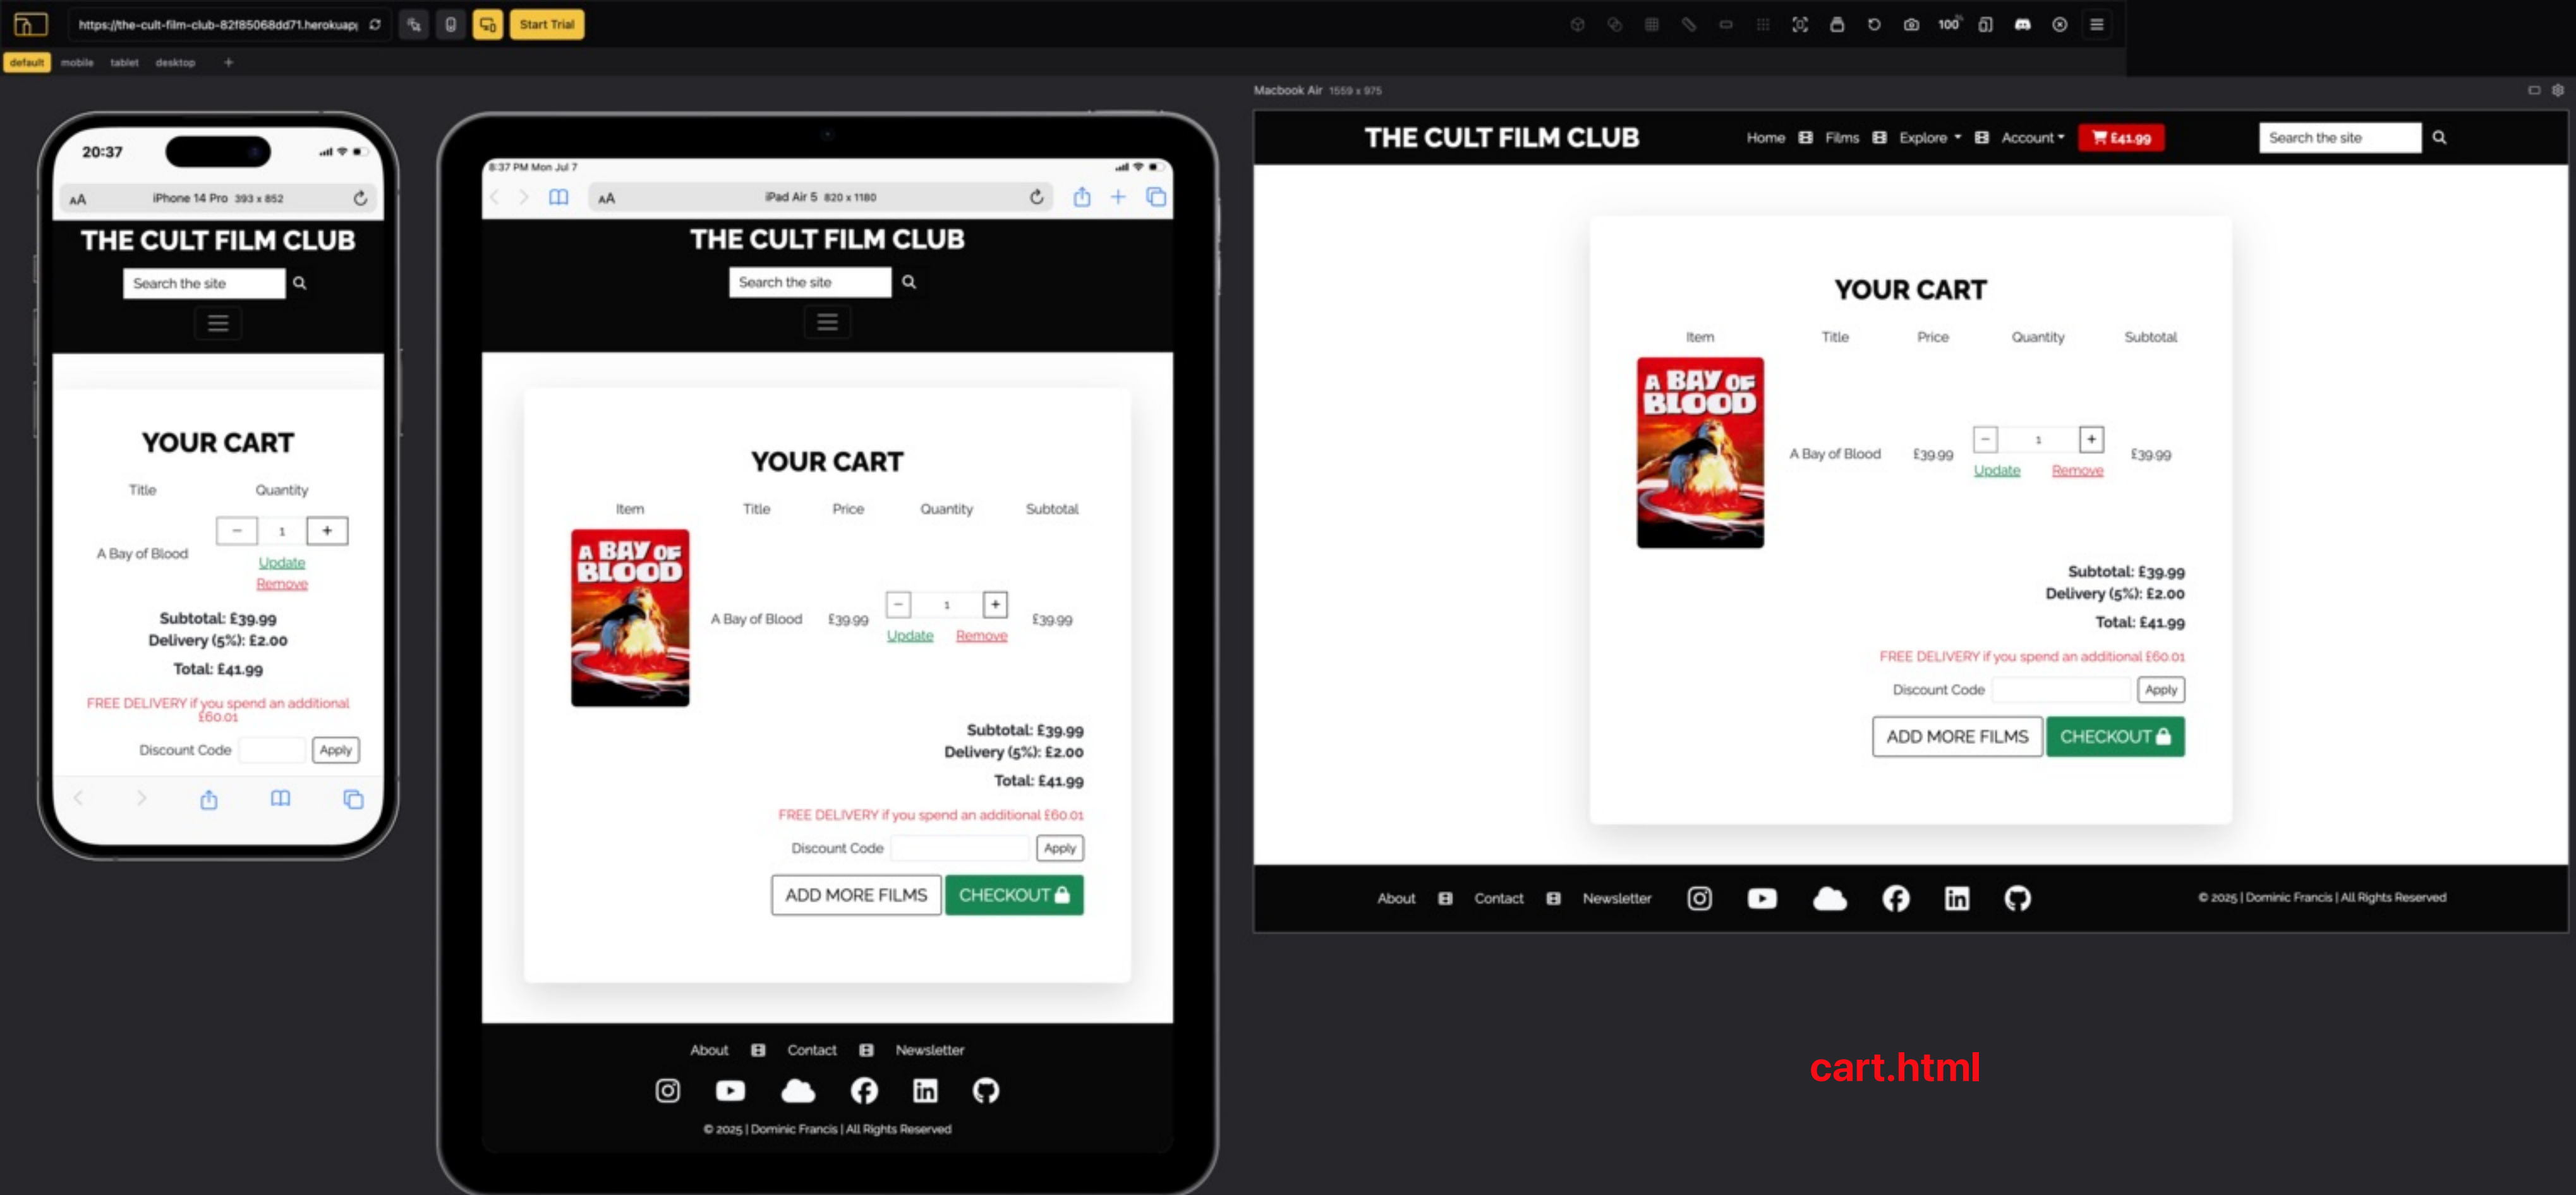 https://the-cult-film-club-82f85068dd71.herokuap
Start Trial
100%
default mobile tablet desktop +
20:37
AA iPhone 14 Pro 393 x 852
THE CULT FILM CLUB
Search the site
YOUR CART
Title Quantity
A Bay of Blood
− 1 +
Update
Remove
Subtotal: £39.99
Delivery (5%): £2.00
Total: £41.99
FREE DELIVERY if you spend an additional
£60.01
Discount Code Apply
8:37 PM Mon Jul 7
AA iPad Air 5 820 x 1180
THE CULT FILM CLUB
Search the site
YOUR CART
Item Title Price Quantity Subtotal
A BAY OF
BLOOD
A Bay of Blood £39.99 − 1 + £39.99
Update Remove
Subtotal: £39.99
Delivery (5%): £2.00
Total: £41.99
FREE DELIVERY if you spend an additional £60.01
Discount Code Apply
ADD MORE FILMS CHECKOUT
About Contact Newsletter
© 2025 | Dominic Francis | All Rights Reserved
Macbook Air 1559 x 975
THE CULT FILM CLUB Home Films Explore Account £41.99 Search the site
YOUR CART
Item Title Price Quantity Subtotal
A BAY OF
BLOOD
A Bay of Blood £39.99 − 1 + £39.99
Update Remove
Subtotal: £39.99
Delivery (5%): £2.00
Total: £41.99
FREE DELIVERY if you spend an additional £60.01
Discount Code Apply
ADD MORE FILMS CHECKOUT
About Contact Newsletter © 2025 | Dominic Francis | All Rights Reserved
cart.html